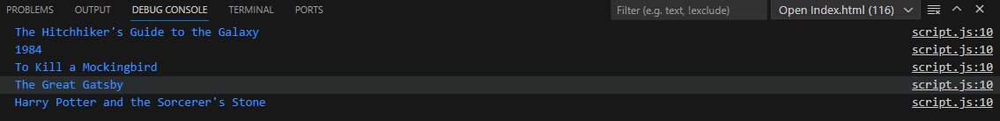 PROBLEMS OUTPUT DEBUG CONSOLE TERMINAL PORTS Filter (e.g. text, !exclude) Open Index.html (116)
The Hitchhiker's Guide to the Galaxy script.js:10
1984 script.js:10
To Kill a Mockingbird script.js:10
The Great Gatsby script.js:10
Harry Potter and the Sorcerer's Stone script.js:10